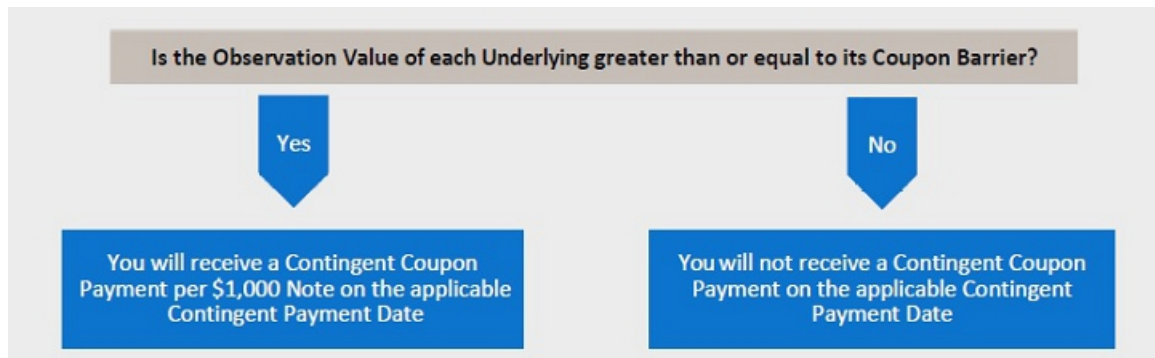 Is the Observation Value of each Underlying greater than or equal to its Coupon Barrier?
Yes
No
You will receive a Contingent Coupon
Payment per $1,000 Note on the applicable
Contingent Payment Date
You will not receive a Contingent Coupon
Payment on the applicable Contingent
Payment Date